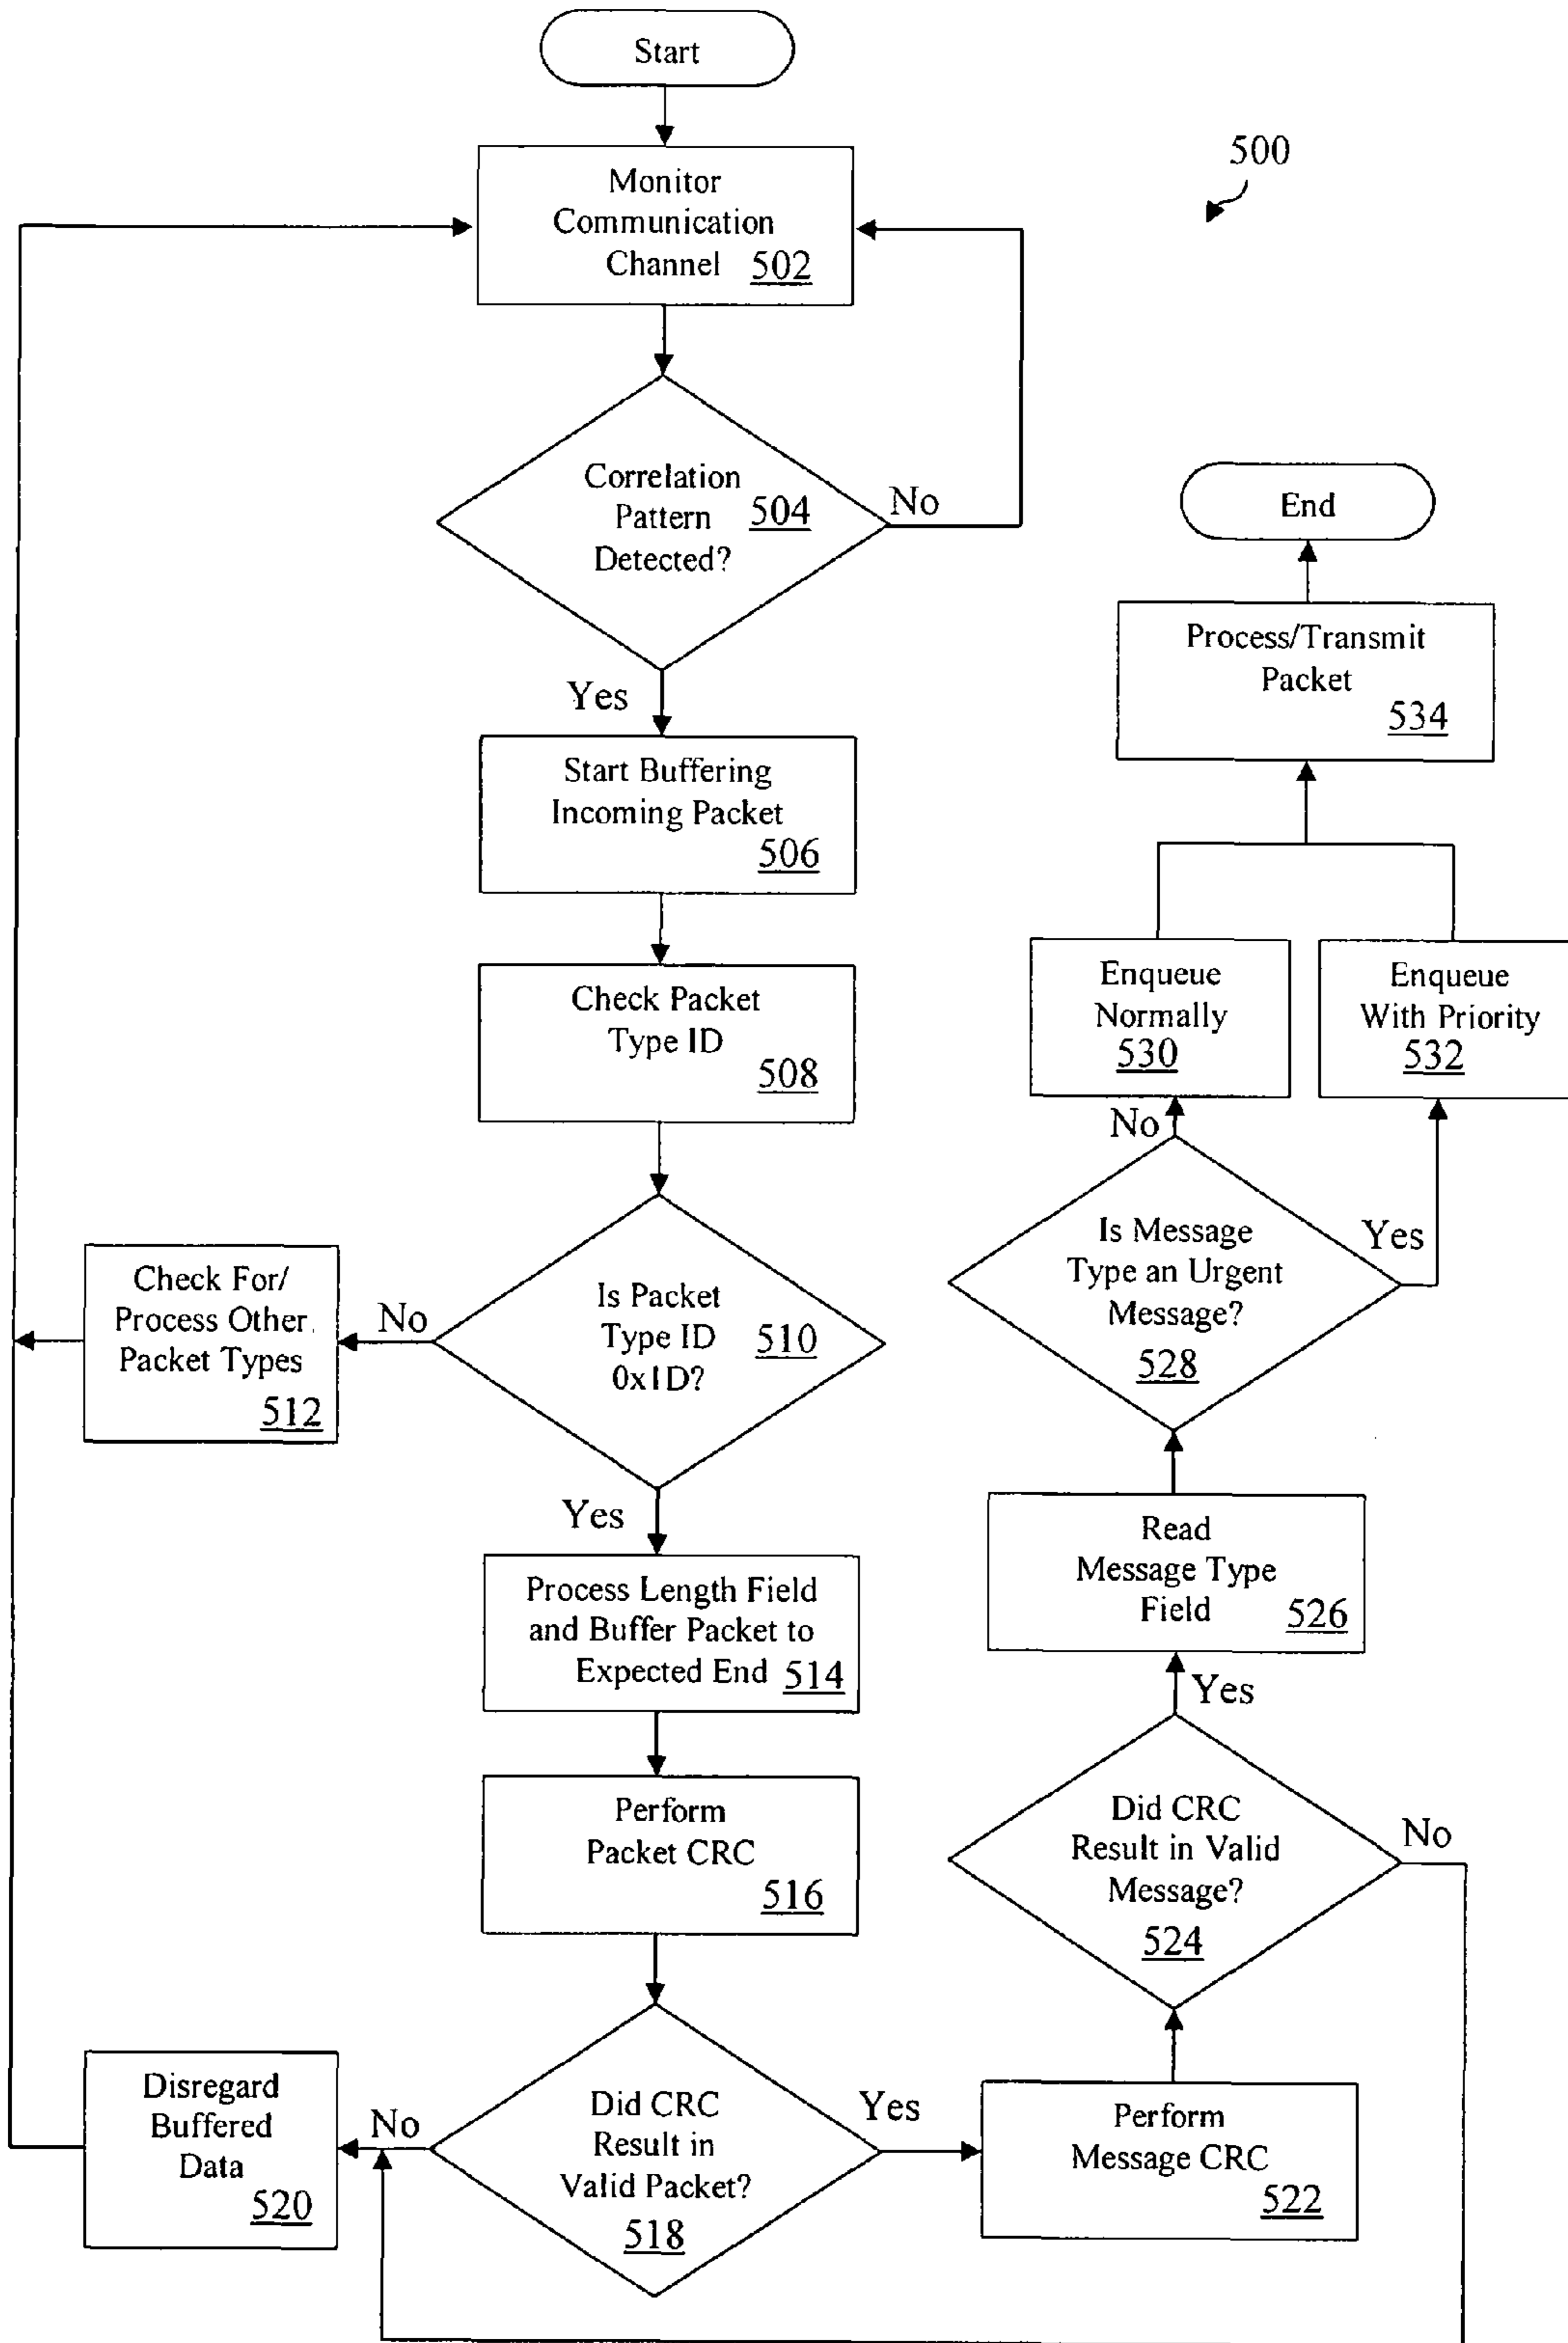 Start
500
Monitor
Communication
Channel 502
Correlation
Pattern 504
Detected?
No
Yes
Start Buffering
Incoming Packet
506
Check Packet
Type ID
508
Is Packet
Type ID 510
0x1D?
No
Check For/
Process Other
Packet Types
512
Yes
Process Length Field
and Buffer Packet to
Expected End 514
Perform
Packet CRC
516
Did CRC
Result in
Valid Packet?
518
No
Disregard
Buffered
Data
520
Yes
Perform
Message CRC
522
Did CRC
Result in Valid
Message?
524
No
Yes
Read
Message Type
Field 526
Is Message
Type an Urgent
Message?
528
No
Yes
Enqueue
Normally
530
Enqueue
With Priority
532
Process/Transmit
Packet
534
End